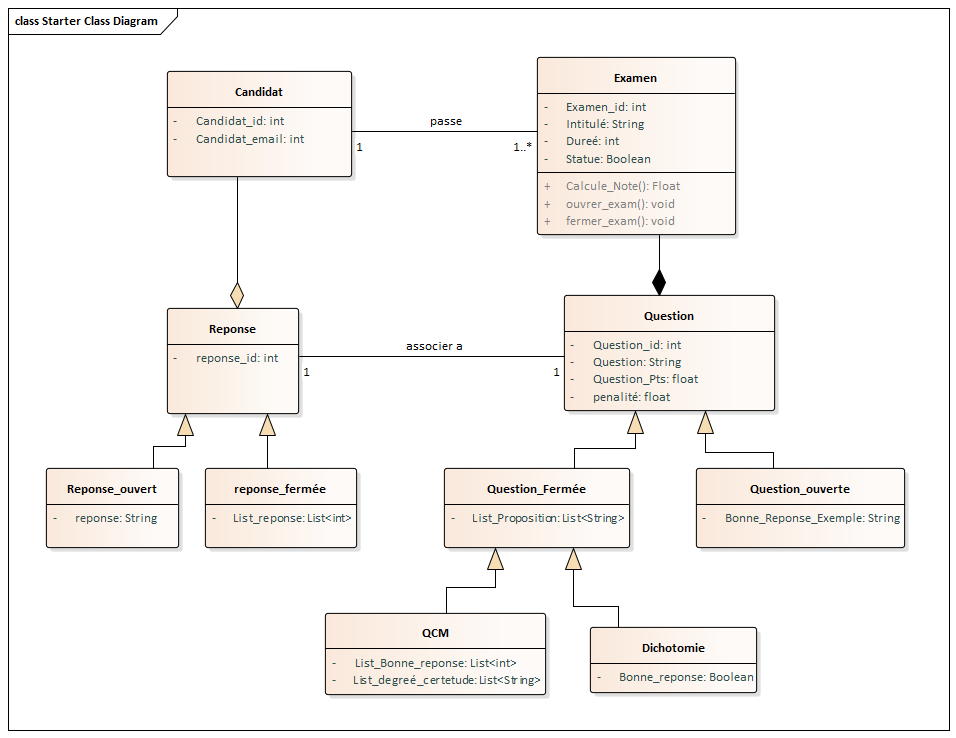 class Starter Class Diagram
Candidat
- Candidat_id: int
- Candidat_email: int
passe
1
1..*
Examen
- Examen_id: int
- Intitulé: String
- Dureé: int
- Statue: Boolean
+ Calcule_Note(): Float
+ ouvrer_exam(): void
+ fermer_exam(): void
Reponse
- reponse_id: int
associer a
1
1
Question
- Question_id: int
- Question: String
- Question_Pts: float
- penalité: float
Reponse_ouvert
- reponse: String
reponse_fermée
- List_reponse: List<int>
Question_Fermée
- List_Proposition: List<String>
Question_ouverte
- Bonne_Reponse_Exemple: String
QCM
- List_Bonne_reponse: List<int>
- List_degreé_certetude: List<String>
Dichotomie
- Bonne_reponse: Boolean